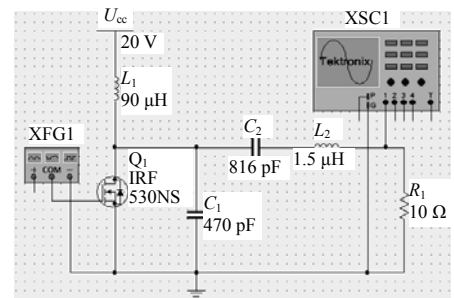 Ucc
20 V
L1
90 μH
XSC1
Tektronix
P
G
1 2 3 4 T
XFG1
+ COM −
Q1
IRF
530NS
C2
816 pF
L2
1.5 μH
C1
470 pF
R1
10 Ω